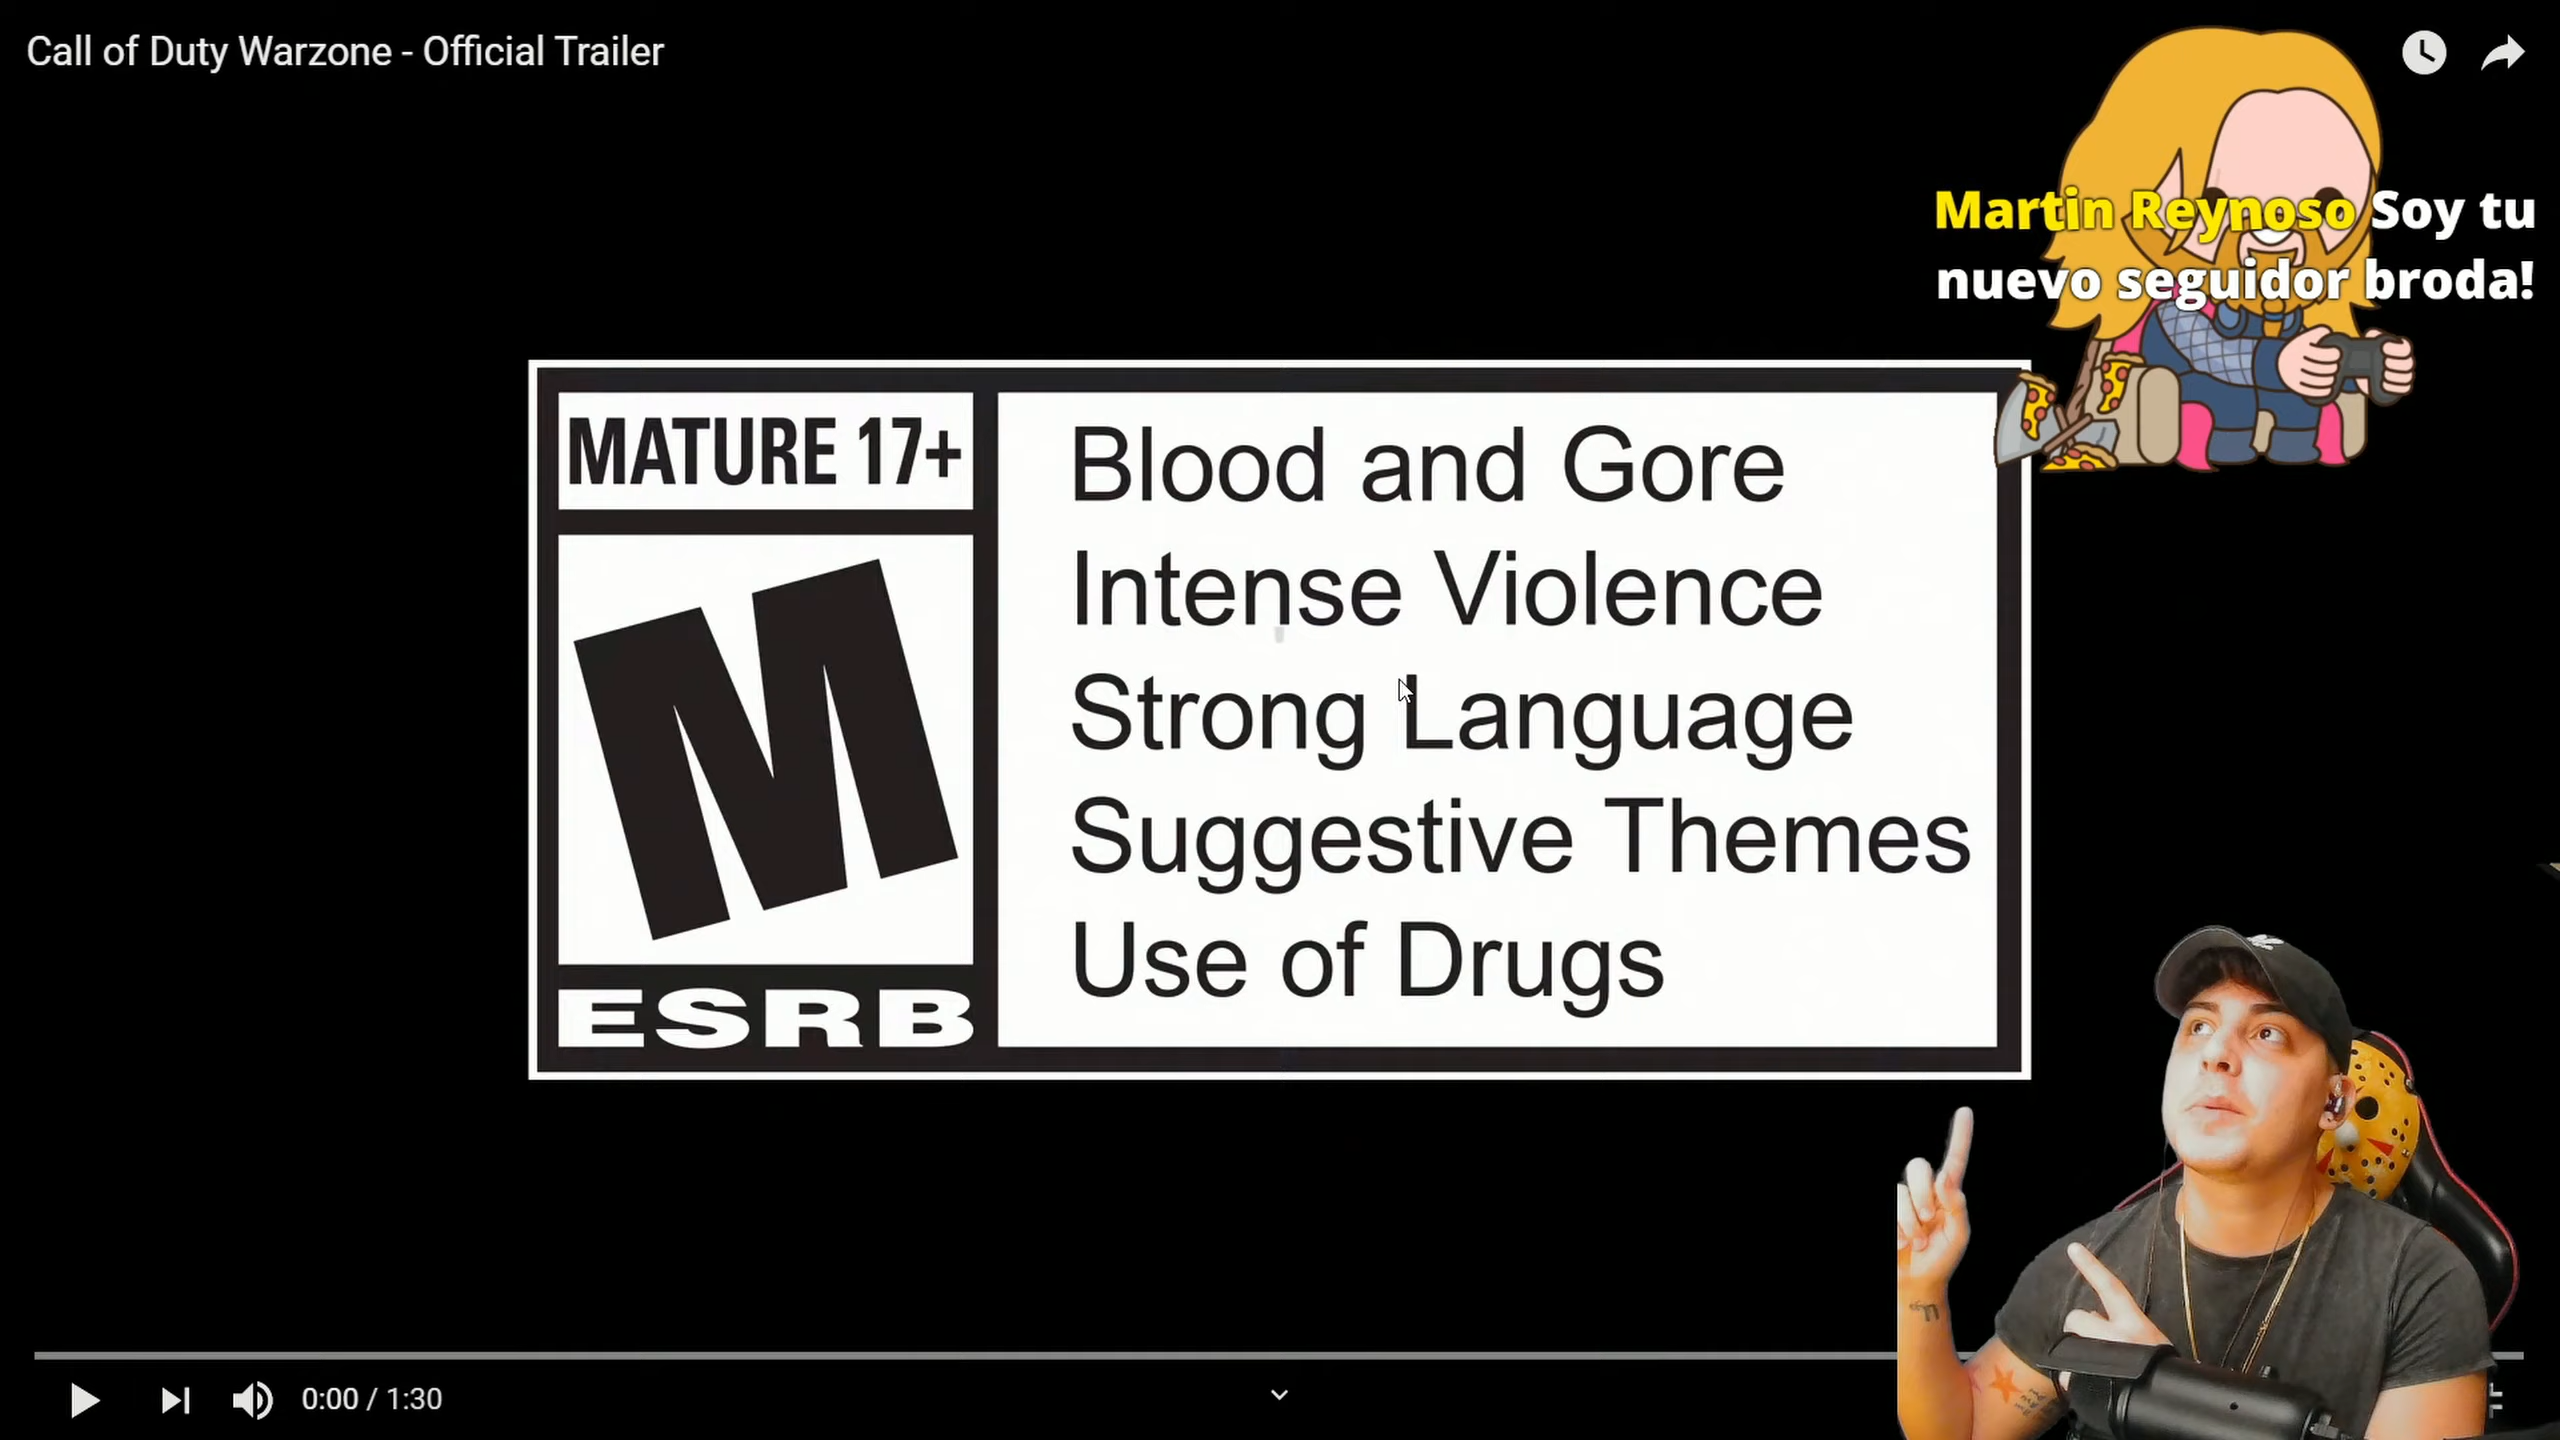 Call of Duty Warzone - Official Trailer
Martin Reynoso Soy tu
nuevo seguidor broda!
MATURE 17+
M
ESRB
Blood and Gore
Intense Violence
Strong Language
Suggestive Themes
Use of Drugs
0:00 / 1:30